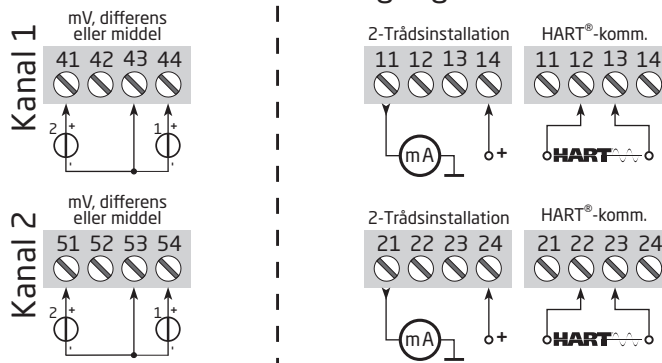 Kanal 1
mV, differens
eller middel
41 42 43 44
2 + -
1 + -
2-Trådsinstallation
11 12 13 14
mA
+
HART®-komm.
11 12 13 14
HART
Kanal 2
mV, differens
eller middel
51 52 53 54
2 + -
1 + -
2-Trådsinstallation
21 22 23 24
mA
+
HART®-komm.
21 22 23 24
HART